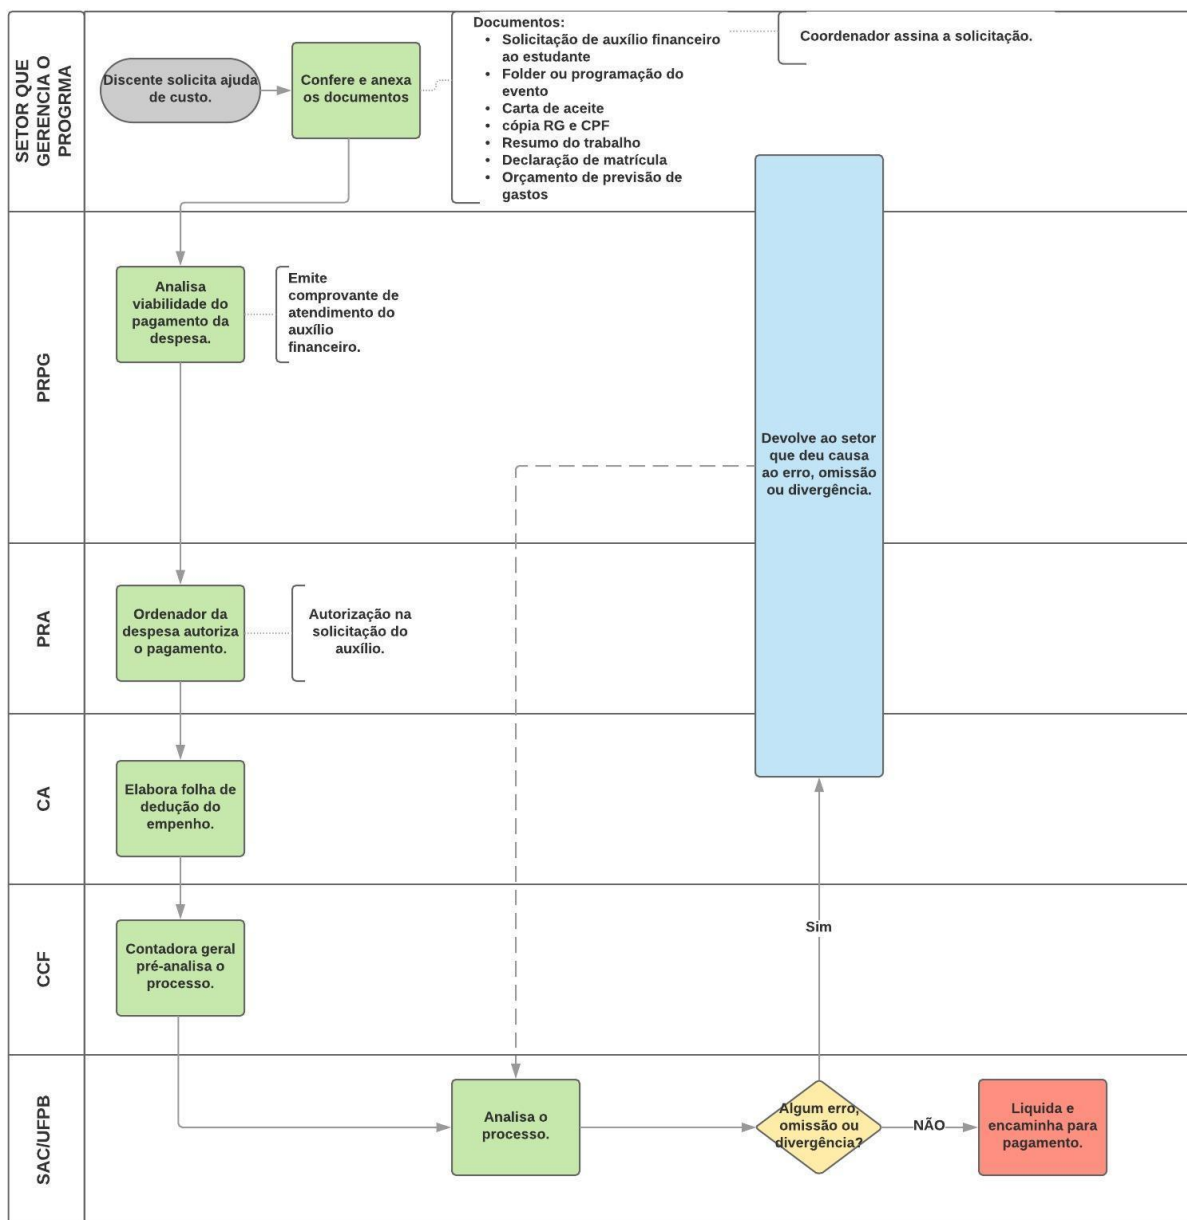 SETOR QUE
GERENCIA O
PROGRMA
Discente solicita ajuda
de custo.
Confere e anexa
os documentos
Documentos:
• Solicitação de auxílio financeiro
ao estudante
• Folder ou programação do
evento
• Carta de aceite
• cópia RG e CPF
• Resumo do trabalho
• Declaração de matrícula
• Orçamento de previsão de
gastos
Coordenador assina a solicitação.
PRPG
Analisa
viabilidade do
pagamento da
despesa.
Emite
comprovante de
atendimento do
auxílio
financeiro.
Devolve ao setor
que deu causa
ao erro, omissão
ou divergência.
PRA
Ordenador da
despesa autoriza
o pagamento.
Autorização na
solicitação do
auxílio.
CA
Elabora folha de
dedução do
empenho.
CCF
Contadora geral
pré-analisa o
processo.
Sim
SAC/UFPB
Analisa o
processo.
Algum erro,
omissão ou
divergência?
NÃO
Liquida e
encaminha para
pagamento.